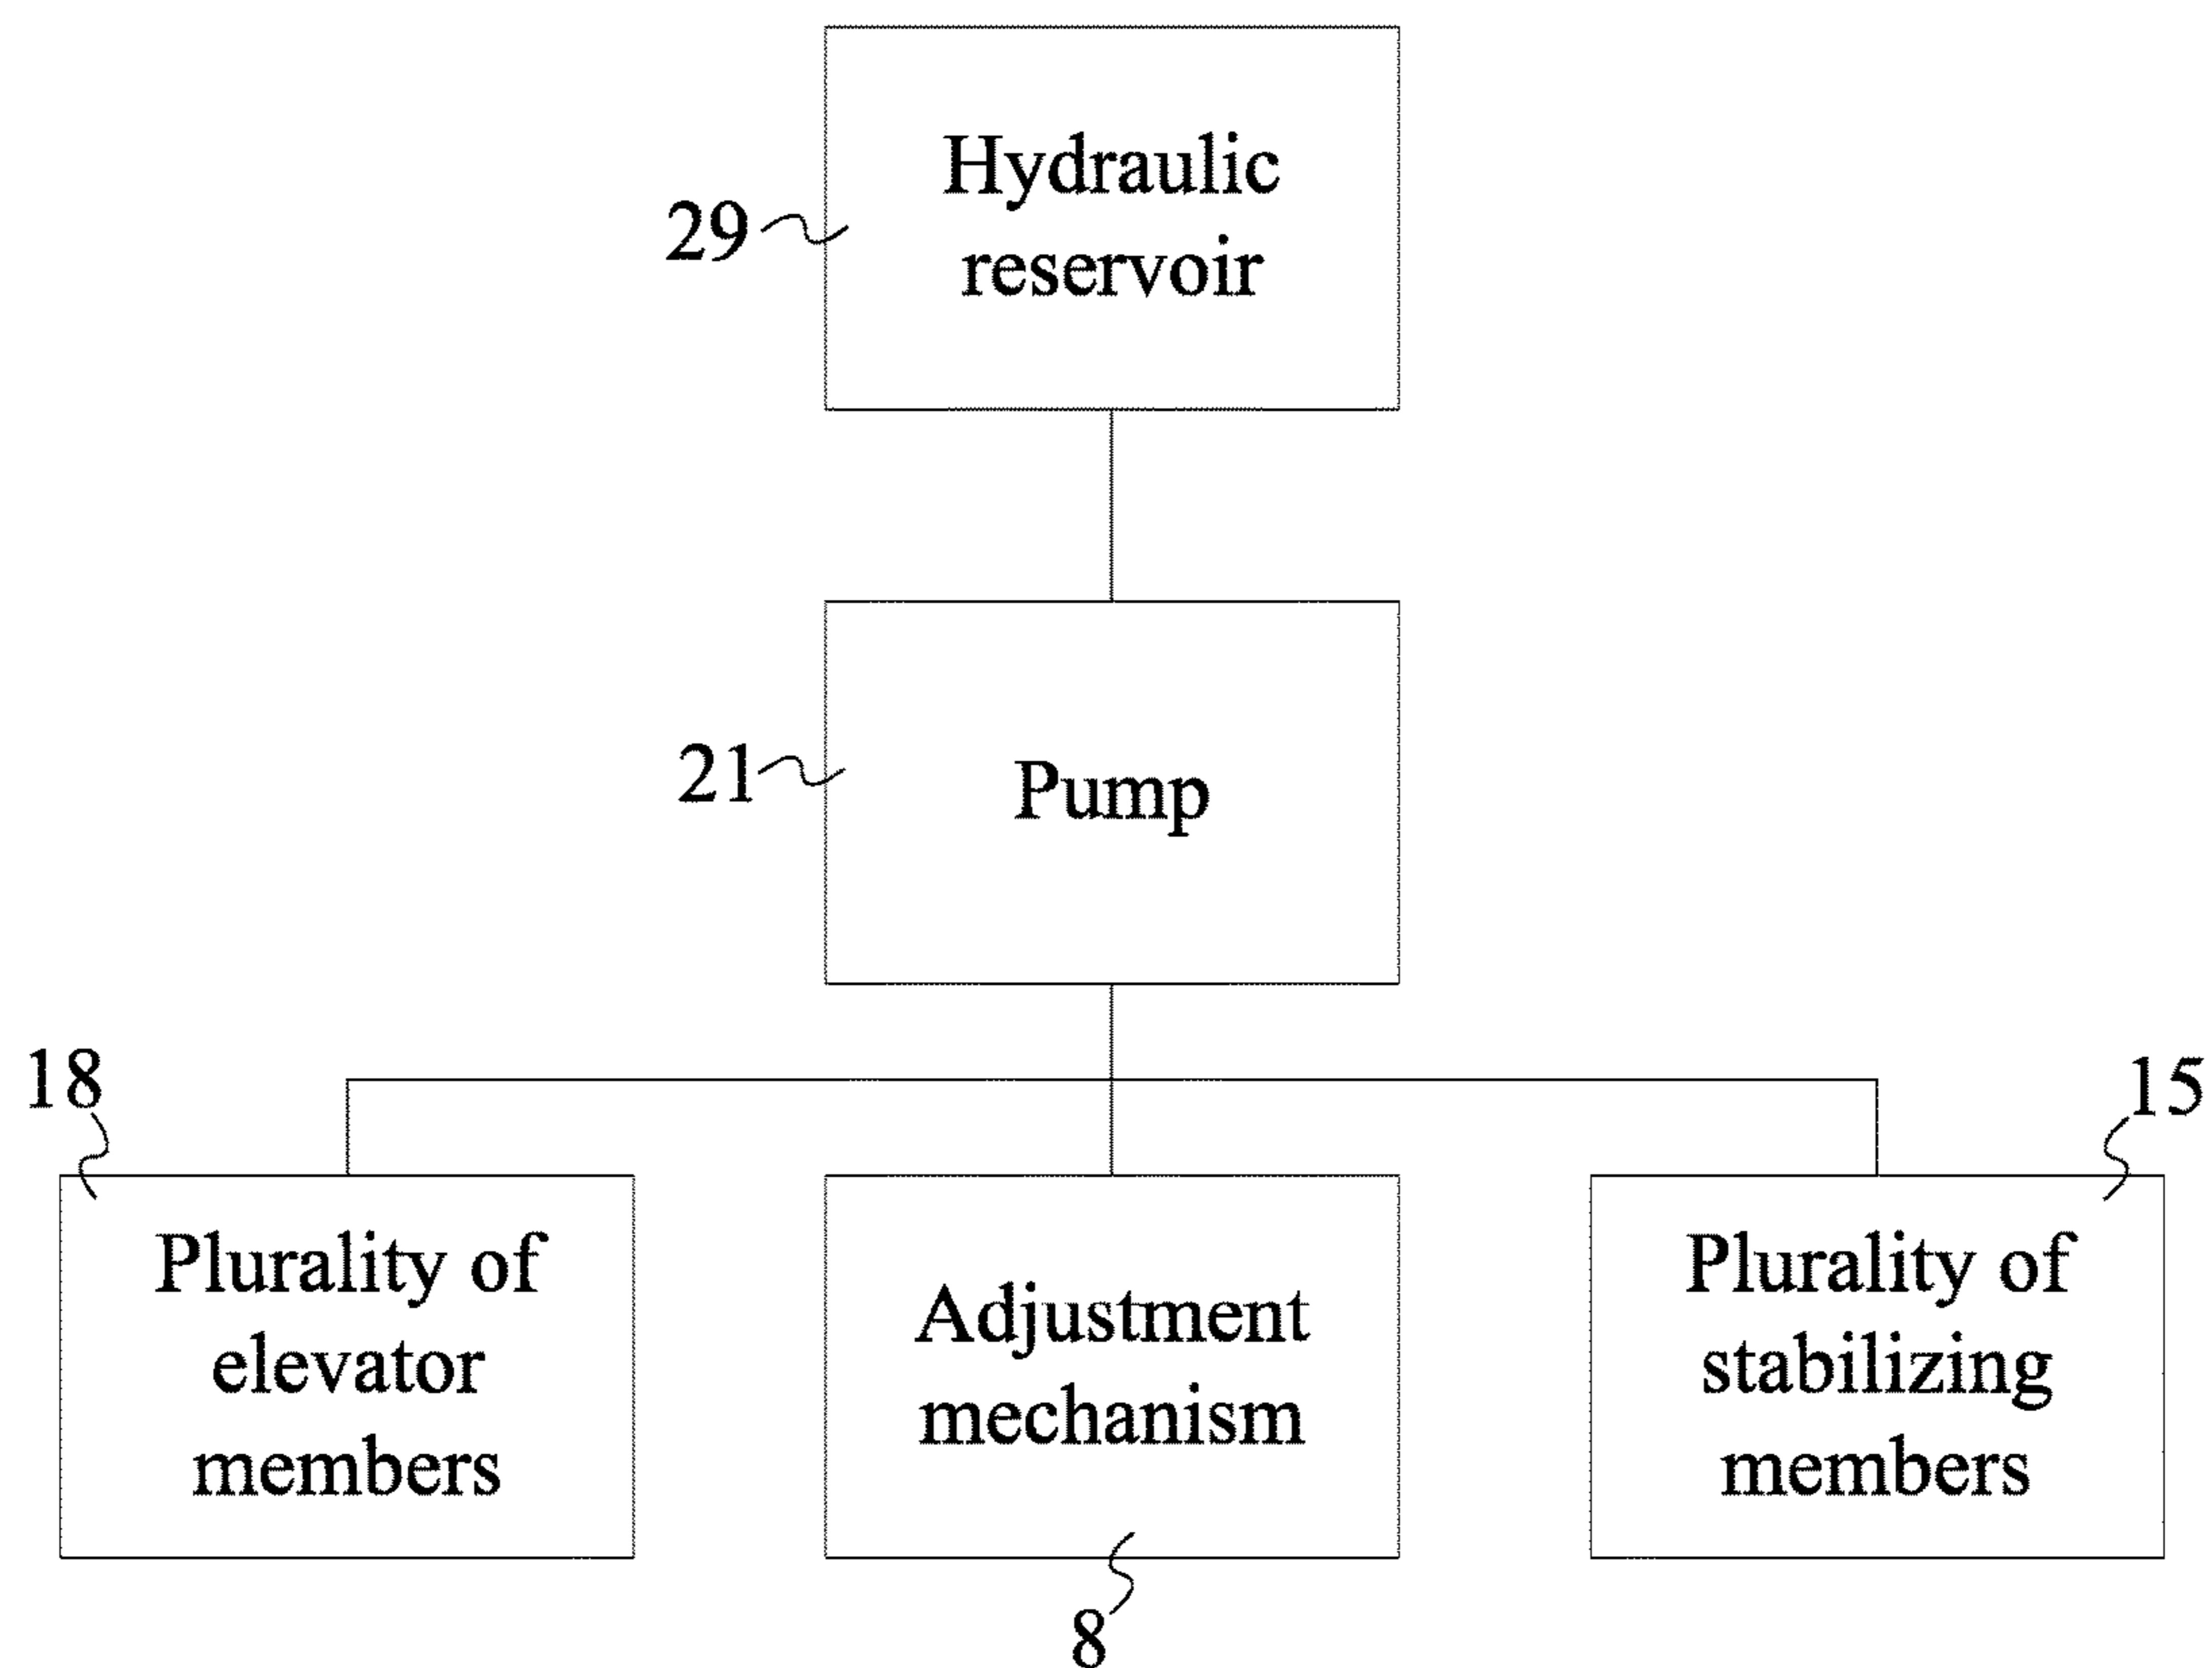 29
Hydraulic
reservoir
21
Pump
18
15
Plurality of
elevator
members
Adjustment
mechanism
Plurality of
stabilizing
members
8